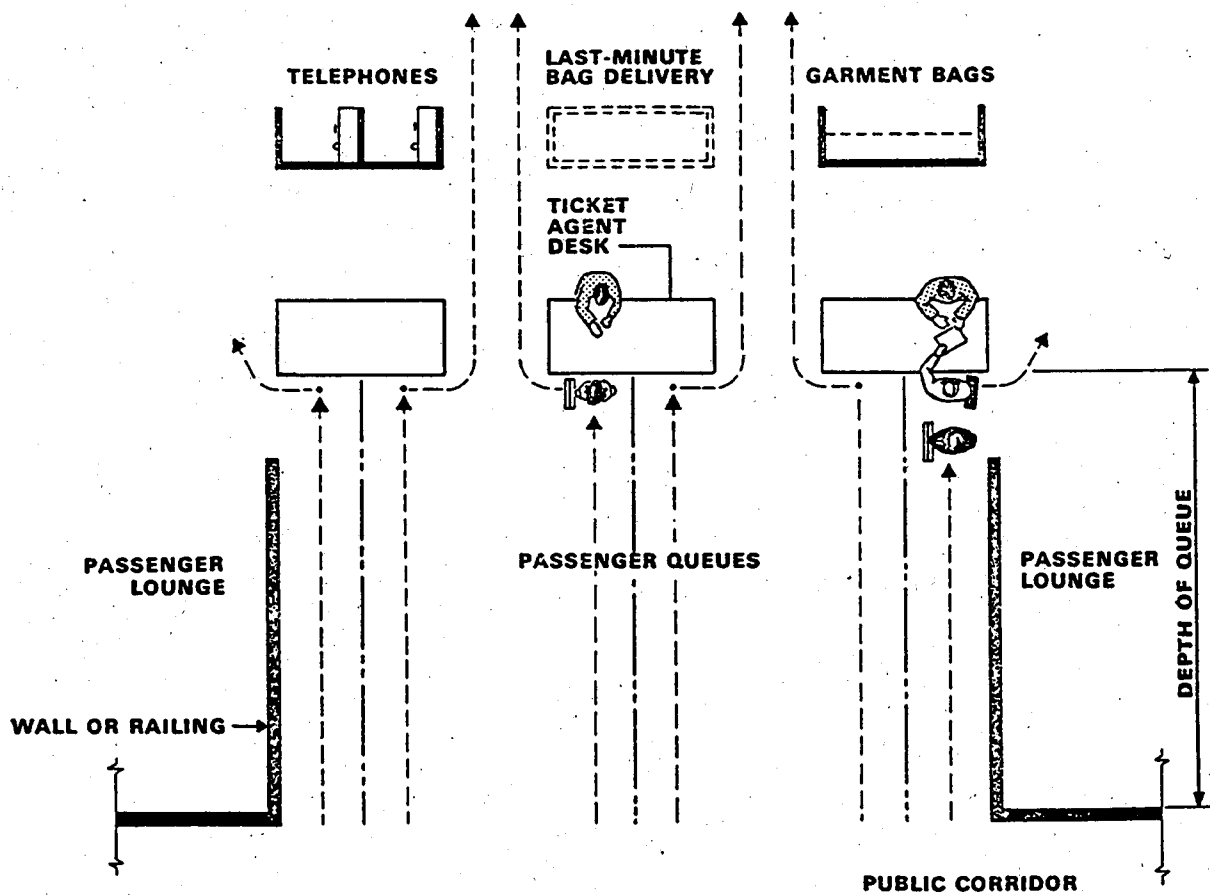 TELEPHONES
LAST-MINUTE
BAG DELIVERY
GARMENT BAGS
TICKET
AGENT
DESK
PASSENGER
LOUNGE
PASSENGER QUEUES
PASSENGER
LOUNGE
DEPTH OF QUEUE
WALL OR RAILING
PUBLIC CORRIDOR